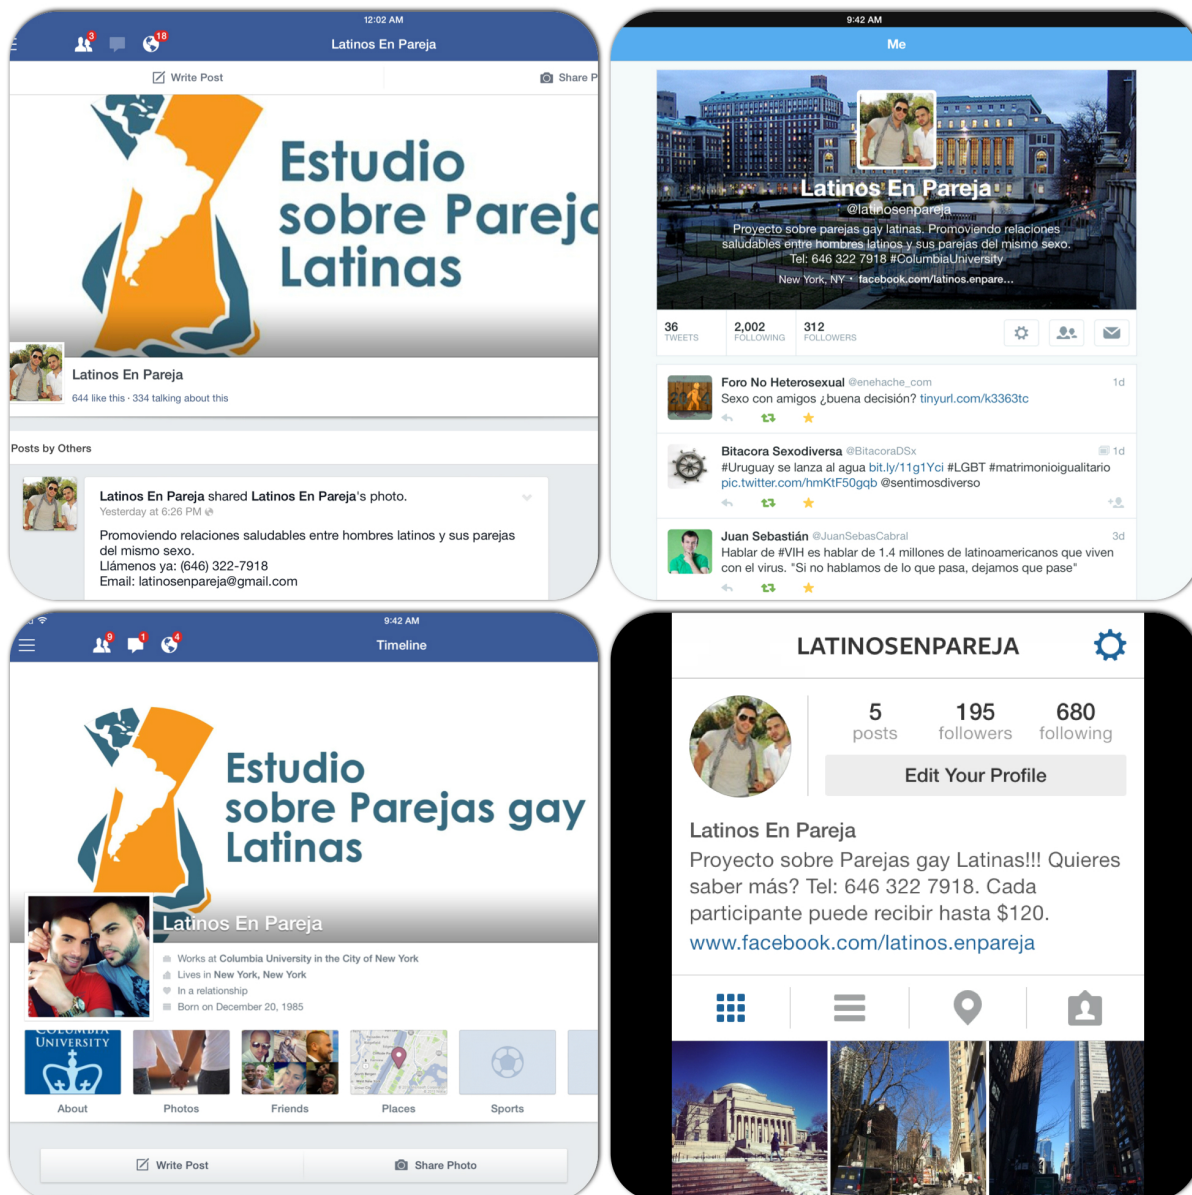 12:02 AM
3
18
Latinos En Pareja
Write Post
Share P
Estudio
sobre Parejc
Latinas
Latinos En Pareja
644 like this · 334 talking about this
Posts by Others
Latinos En Pareja shared Latinos En Pareja's photo.
Yesterday at 6:26 PM
Promoviendo relaciones saludables entre hombres latinos y sus parejas
del mismo sexo.
Llámenos ya: (646) 322-7918
Email: latinosenpareja@gmail.com
9:42 AM
Me
Latinos En Pareja
@latinosenpareja
Proyecto sobre parejas gay latinas. Promoviendo relaciones
saludables entre hombres latinos y sus parejas del mismo sexo.
Tel: 646 322 7918 #ColumbiaUniversity
New York, NY • facebook.com/latinos.enpare...
36 2,002 312
TWEETS FOLLOWING FOLLOWERS
Foro No Heterosexual @enehache_com 1d
Sexo con amigos ¿buena decisión? tinyurl.com/k3363tc
Bitacora Sexodiversa @BitacoraDSx 1d
#Uruguay se lanza al agua bit.ly/11g1Yci #LGBT #matrimonioigualitario
pic.twitter.com/hmKtF50gqb @sentimosdiverso
Juan Sebastián @JuanSebasCabral 3d
Hablar de #VIH es hablar de 1.4 millones de latinoamericanos que viven
con el virus. "Si no hablamos de lo que pasa, dejamos que pase"
9:42 AM
9
1
4
Timeline
Estudio
sobre Parejas gay
Latinas
Latinos En Pareja
Works at Columbia University in the City of New York
Lives in New York, New York
In a relationship
Born on December 20, 1985
COLUMBIA
UNIVERSITY
About Photos Friends Places Sports
Write Post
Share Photo
LATINOSENPAREJA
5 195 680
posts followers following
Edit Your Profile
Latinos En Pareja
Proyecto sobre Parejas gay Latinas!!! Quieres
saber más? Tel: 646 322 7918. Cada
participante puede recibir hasta $120.
www.facebook.com/latinos.enpareja